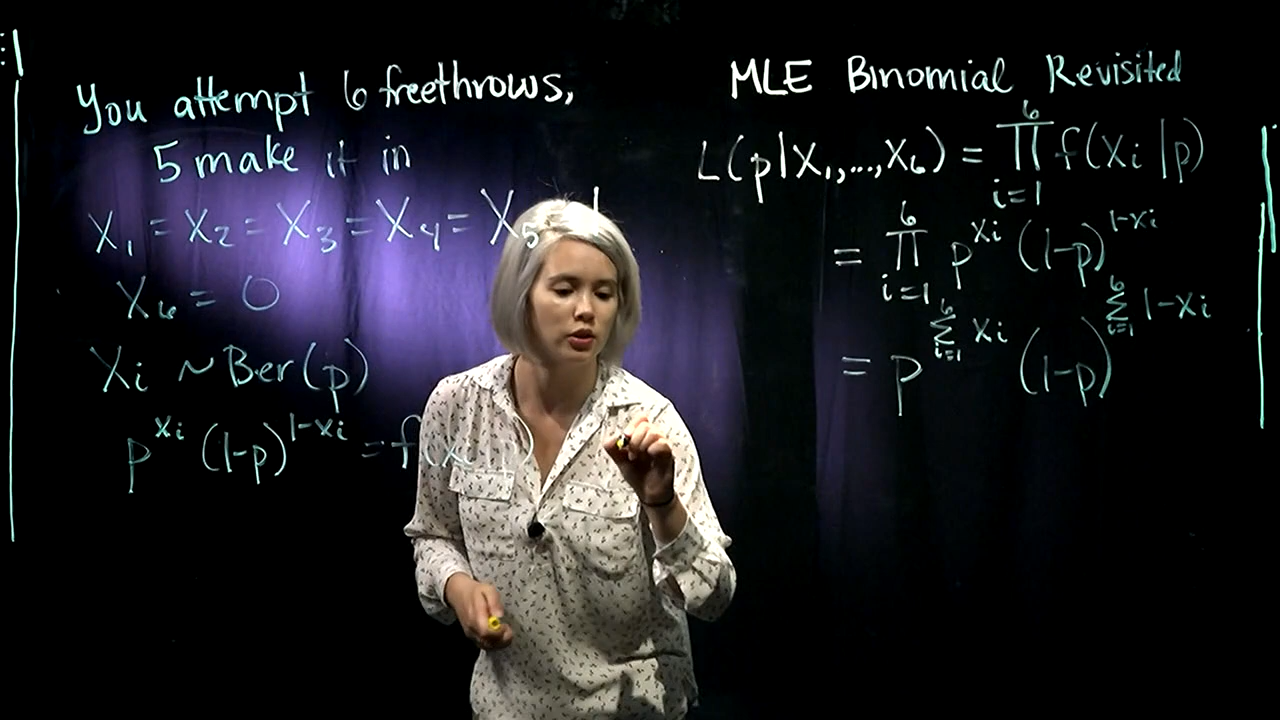 You attempt 6 freethrows,
5 make it in
X₁ = X₂ = X₃ = X₄ = X₅ = 1
X₆ = 0
Xᵢ ~ Ber(p)
p^xᵢ (1-p)^1-xᵢ = f(xᵢ )
MLE Binomial Revisited
L(p|X₁,...,X₆) = ∏_{i=1}^6 f(Xᵢ|p)
= ∏_{i=1}^6 p^{xᵢ} (1-p)^{1-xᵢ}
= p^{∑_{i=1}^6 xᵢ} (1-p)^{∑_{i=1}^6 1-xᵢ}